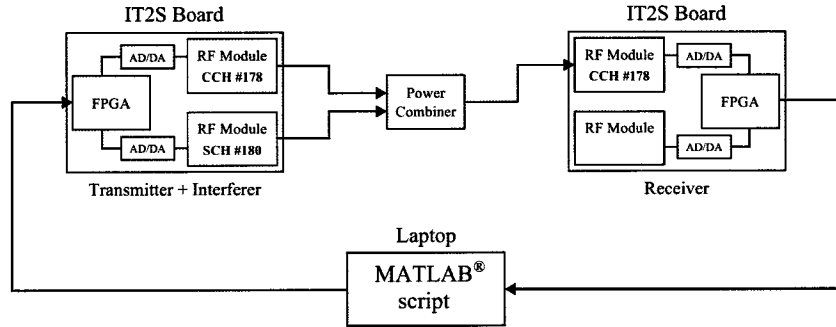 IT2S Board
AD/DA
RF Module
CCH #178
FPGA
RF Module
SCH #180
AD/DA
Transmitter + Interferer
Power
Combiner
IT2S Board
RF Module
CCH #178
AD/DA
FPGA
RF Module
AD/DA
Receiver
Laptop
MATLAB®
script